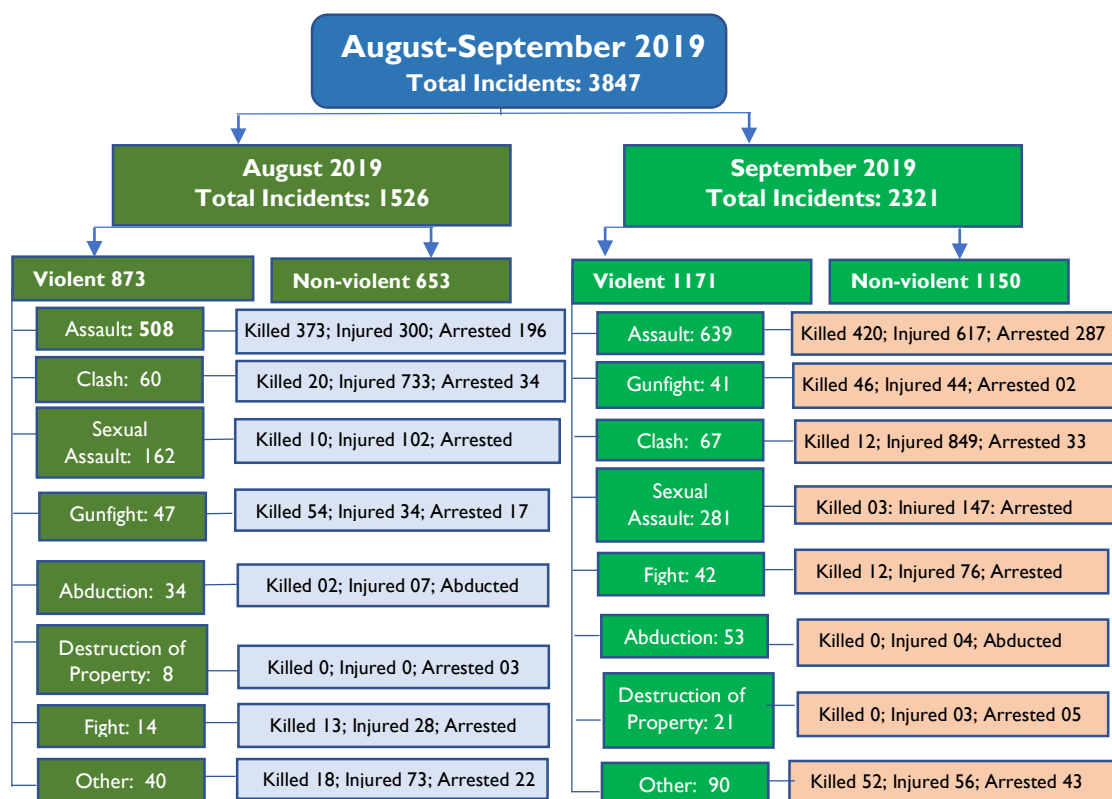 August-September 2019
Total Incidents: 3847
August 2019
Total Incidents: 1526
September 2019
Total Incidents: 2321
Violent 873
Non-violent 653
Violent 1171
Non-violent 1150
Assault: 508
Killed 373; Injured 300; Arrested 196
Clash: 60
Killed 20; Injured 733; Arrested 34
Sexual
Assault: 162
Killed 10; Injured 102; Arrested
Gunfight: 47
Killed 54; Injured 34; Arrested 17
Abduction: 34
Killed 02; Injured 07; Abducted
Destruction of
Property: 8
Killed 0; Injured 0; Arrested 03
Fight: 14
Killed 13; Injured 28; Arrested
Other: 40
Killed 18; Injured 73; Arrested 22
Assault: 639
Killed 420; Injured 617; Arrested 287
Gunfight: 41
Killed 46; Injured 44; Arrested 02
Clash: 67
Killed 12; Injured 849; Arrested 33
Sexual
Assault: 281
Killed 03: Injured 147: Arrested
Fight: 42
Killed 12; Injured 76; Arrested
Abduction: 53
Killed 0; Injured 04; Abducted
Destruction of
Property: 21
Killed 0; Injured 03; Arrested 05
Other: 90
Killed 52; Injured 56; Arrested 43